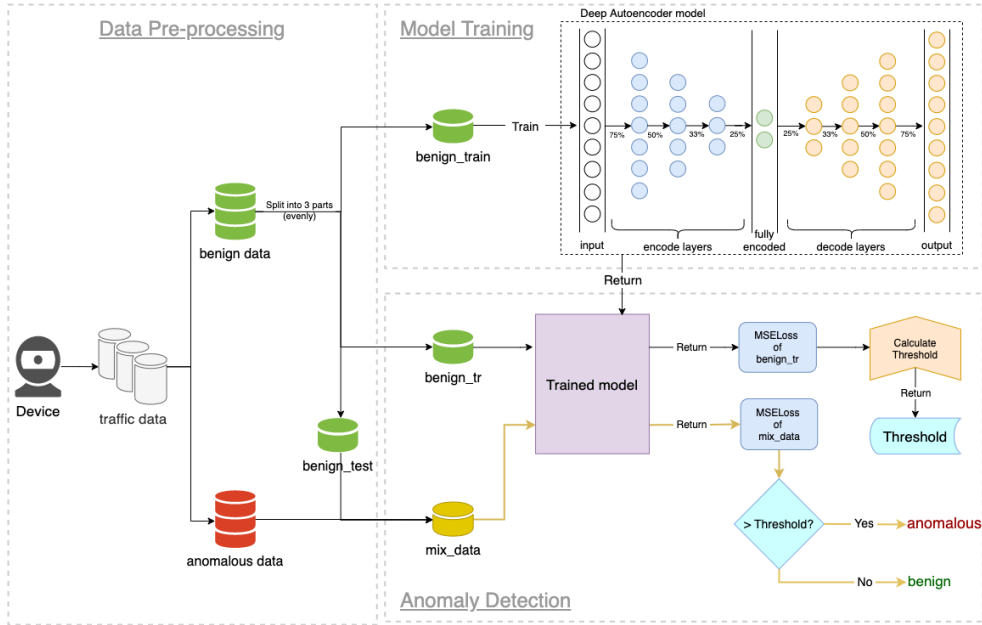 Data Pre-processing
Device
traffic data
benign data
Split into 3 parts
(evenly)
anomalous data
benign_test
Model Training
benign_train
Train
Deep Autoencoder model
75%
50%
33%
25%
25%
33%
50%
75%
input
encode layers
fully
encoded
decode layers
output
Return
benign_tr
mix_data
Trained model
Return
MSELoss
of
benign_tr
Calculate
Threshold
Return
Threshold
Return
MSELoss
of
mix_data
> Threshold?
Yes
anomalous
No
benign
Anomaly Detection